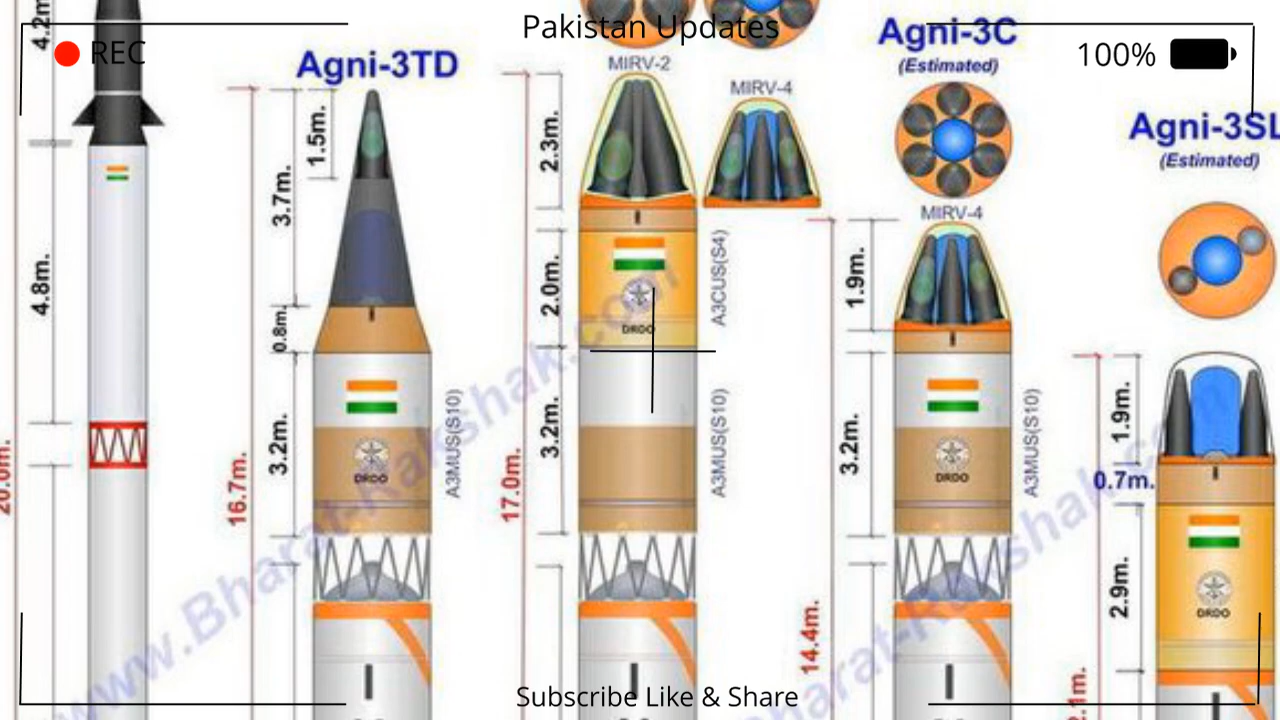 Pakistan Updates
REC
100%
4.2m
4.8m.
Agni-3TD
1.5m.
3.7m.
0.8m.
3.2m.
16.7m.
DRDO
A3MUS(S10)
MIRV-2
MIRV-4
2.3m.
2.0m.
3.2m.
17.0m.
DRDO
A3CUS(S4)
A3MUS(S10)
Agni-3C
(Estimated)
MIRV-4
1.9m.
3.2m.
14.4m.
DRDO
A3MUS(S10)
Agni-3SL
(Estimated)
1.9m.
0.7m.
2.9m.
2.1m.
DRDO
www.Bharat-Rakshak.com
Subscribe Like & Share